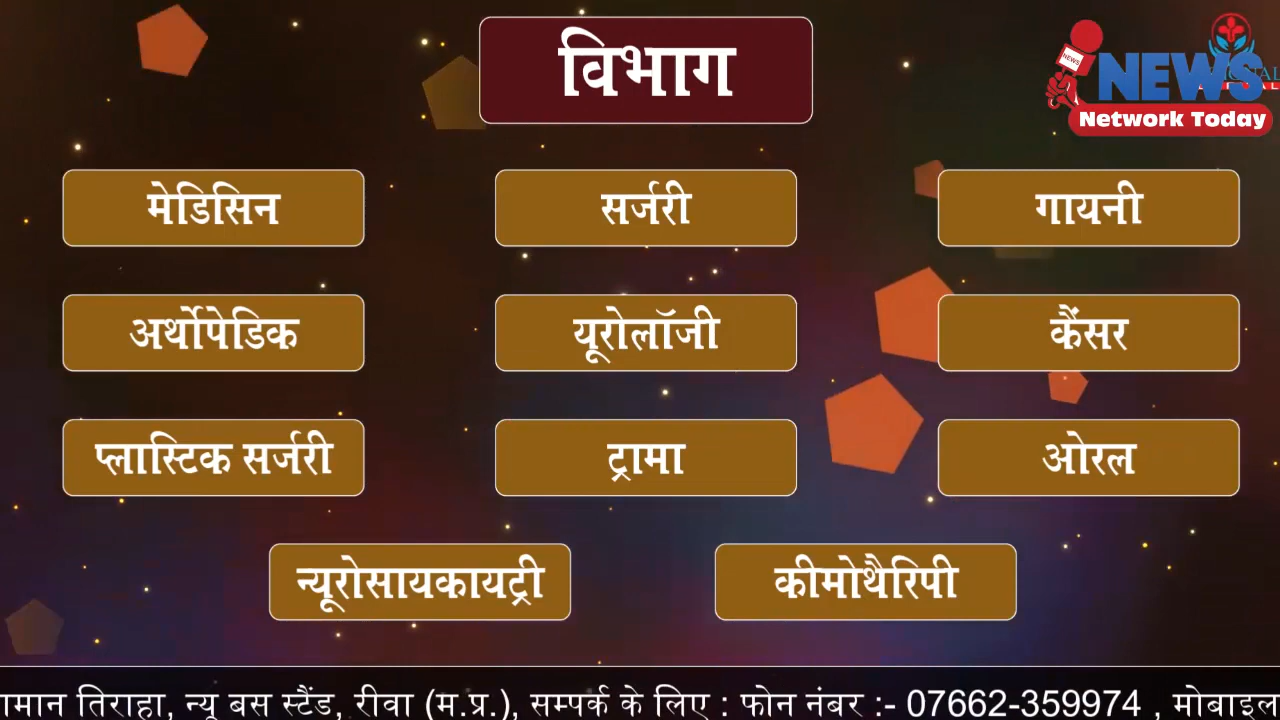 विभाग
NEWS
NEWS
Network Today
मेडिसिन
सर्जरी
गायनी
अर्थोपेडिक
यूरोलॉजी
कैंसर
प्लास्टिक सर्जरी
ट्रामा
ओरल
न्यूरोसायकायट्री
कीमोथैरिपी
तिराहा, न्यू बस स्टैंड, रीवा (म.प्र.), सम्पर्क के लिए : फोन नंबर :- 07662-359974 , मोबाइल